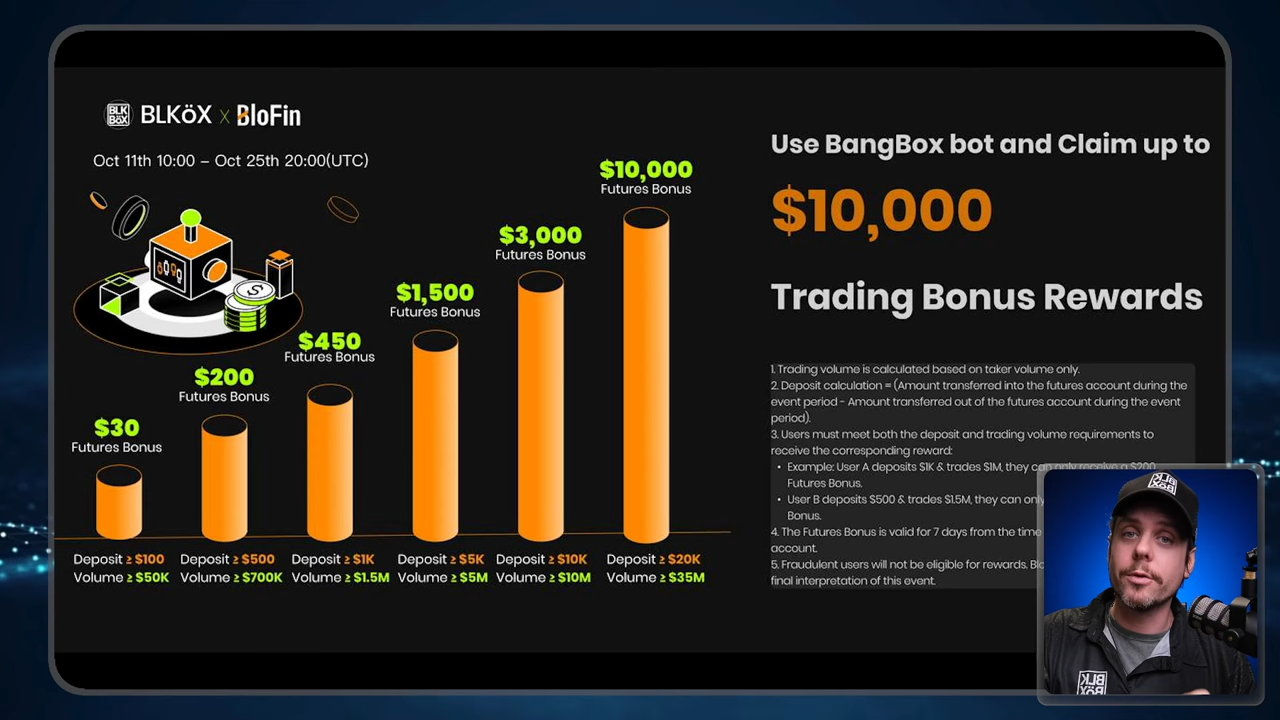 BLK BöX
BLKöX X BloFin
Oct 11th 10:00 – Oct 25th 20:00(UTC)
$30
Futures Bonus
Deposit ≥ $100
Volume ≥ $50K
$200
Futures Bonus
Deposit ≥ $500
Volume ≥ $700K
$450
Futures Bonus
Deposit ≥ $1K
Volume ≥ $1.5M
$1,500
Futures Bonus
Deposit ≥ $5K
Volume ≥ $5M
$3,000
Futures Bonus
Deposit ≥ $10K
Volume ≥ $10M
$10,000
Futures Bonus
Deposit ≥ $20K
Volume ≥ $35M
Use BangBox bot and Claim up to
$10,000
Trading Bonus Rewards
1. Trading volume is calculated based on taker volume only.
2. Deposit calculation = (Amount transferred into the futures account during the
event period - Amount transferred out of the futures account during the event
period).
3. Users must meet both the deposit and trading volume requirements to
receive the corresponding reward:
• Example: User A deposits $1K & trades $1M, they can only receive a $200
Futures Bonus.
• User B deposits $500 & trades $1.5M, they can only
Bonus.
4. The Futures Bonus is valid for 7 days from the time
account.
5. Fraudulent users will not be eligible for rewards.
final interpretation of this event.
BLK BöX
BLK BöX